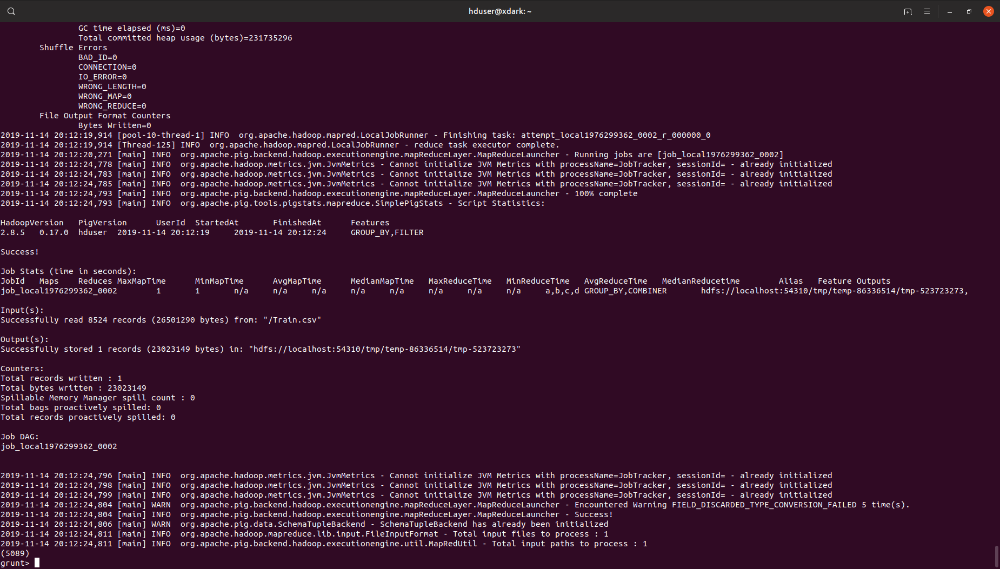 hduser@xdark: ~
GC time elapsed (ms)=0
Total committed heap usage (bytes)=231735296
Shuffle Errors
BAD_ID=0
CONNECTION=0
IO_ERROR=0
WRONG_LENGTH=0
WRONG_MAP=0
WRONG_REDUCE=0
File Output Format Counters
Bytes Written=0
2019-11-14 20:12:19,914 [pool-10-thread-1] INFO  org.apache.hadoop.mapred.LocalJobRunner - Finishing task: attempt_local1976299362_0002_r_000000_0
2019-11-14 20:12:19,914 [Thread-125] INFO  org.apache.hadoop.mapred.LocalJobRunner - reduce task executor complete.
2019-11-14 20:12:20,271 [main] INFO  org.apache.pig.backend.hadoop.executionengine.mapReduceLayer.MapReduceLauncher - Running jobs are [job_local1976299362_0002]
2019-11-14 20:12:24,778 [main] INFO  org.apache.hadoop.metrics.jvm.JvmMetrics - Cannot initialize JVM Metrics with processName=JobTracker, sessionId= - already initialized
2019-11-14 20:12:24,783 [main] INFO  org.apache.hadoop.metrics.jvm.JvmMetrics - Cannot initialize JVM Metrics with processName=JobTracker, sessionId= - already initialized
2019-11-14 20:12:24,785 [main] INFO  org.apache.hadoop.metrics.jvm.JvmMetrics - Cannot initialize JVM Metrics with processName=JobTracker, sessionId= - already initialized
2019-11-14 20:12:24,793 [main] INFO  org.apache.pig.backend.hadoop.executionengine.mapReduceLayer.MapReduceLauncher - 100% complete
2019-11-14 20:12:24,793 [main] INFO  org.apache.pig.tools.pigstats.mapreduce.SimplePigStats - Script Statistics:
HadoopVersion   PigVersion      UserId  StartedAt       FinishedAt      Features
2.8.5   0.17.0  hduser  2019-11-14 20:12:19     2019-11-14 20:12:24     GROUP_BY,FILTER
Success!
Job Stats (time in seconds):
JobId   Maps    Reduces MaxMapTime      MinMapTime      AvgMapTime      MedianMapTime   MaxReduceTime   MinReduceTime   AvgReduceTime   MedianReducetime        Alias   Feature Outputs
job_local1976299362_0002        1       1       n/a     n/a     n/a     n/a     n/a     n/a     n/a     n/a     a,b,c,d GROUP_BY,COMBINER       hdfs://localhost:54310/tmp/temp-86336514/tmp-523723273,
Input(s):
Successfully read 8524 records (26501290 bytes) from: "/Train.csv"
Output(s):
Successfully stored 1 records (23023149 bytes) in: "hdfs://localhost:54310/tmp/temp-86336514/tmp-523723273"
Counters:
Total records written : 1
Total bytes written : 23023149
Spillable Memory Manager spill count : 0
Total bags proactively spilled: 0
Total records proactively spilled: 0
Job DAG:
job_local1976299362_0002
2019-11-14 20:12:24,796 [main] INFO  org.apache.hadoop.metrics.jvm.JvmMetrics - Cannot initialize JVM Metrics with processName=JobTracker, sessionId= - already initialized
2019-11-14 20:12:24,798 [main] INFO  org.apache.hadoop.metrics.jvm.JvmMetrics - Cannot initialize JVM Metrics with processName=JobTracker, sessionId= - already initialized
2019-11-14 20:12:24,799 [main] INFO  org.apache.hadoop.metrics.jvm.JvmMetrics - Cannot initialize JVM Metrics with processName=JobTracker, sessionId= - already initialized
2019-11-14 20:12:24,804 [main] WARN  org.apache.pig.backend.hadoop.executionengine.mapReduceLayer.MapReduceLauncher - Encountered Warning FIELD_DISCARDED_TYPE_CONVERSION_FAILED 5 time(s).
2019-11-14 20:12:24,804 [main] INFO  org.apache.pig.backend.hadoop.executionengine.mapReduceLayer.MapReduceLauncher - Success!
2019-11-14 20:12:24,806 [main] WARN  org.apache.pig.data.SchemaTupleBackend - SchemaTupleBackend has already been initialized
2019-11-14 20:12:24,811 [main] INFO  org.apache.hadoop.mapreduce.lib.input.FileInputFormat - Total input files to process : 1
2019-11-14 20:12:24,811 [main] INFO  org.apache.pig.backend.hadoop.executionengine.util.MapRedUtil - Total input paths to process : 1
(5089)
grunt>